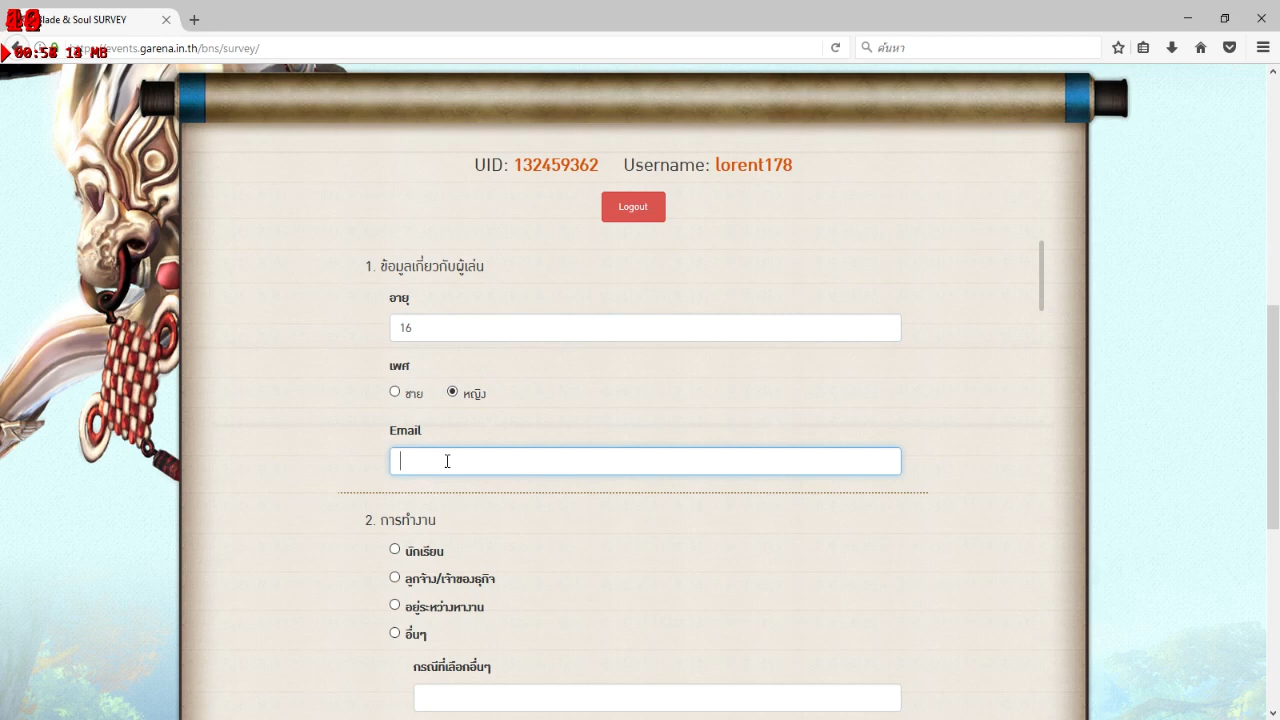 Blade & Soul SURVEY
events.garena.in.th/bns/survey/
ค้นหา
UID: 132459362 Username: lorent178
Logout
1. ข้อมูลเกี่ยวกับผู้เล่น
อายุ
16
เพศ
ชาย หญิง
Email
2. การทำงาน
นักเรียน
ลูกจ้าง/เจ้าของธุกิจ
อยู่ระหว่างหางาน
อื่นๆ
กรณีที่เลือกอื่นๆ